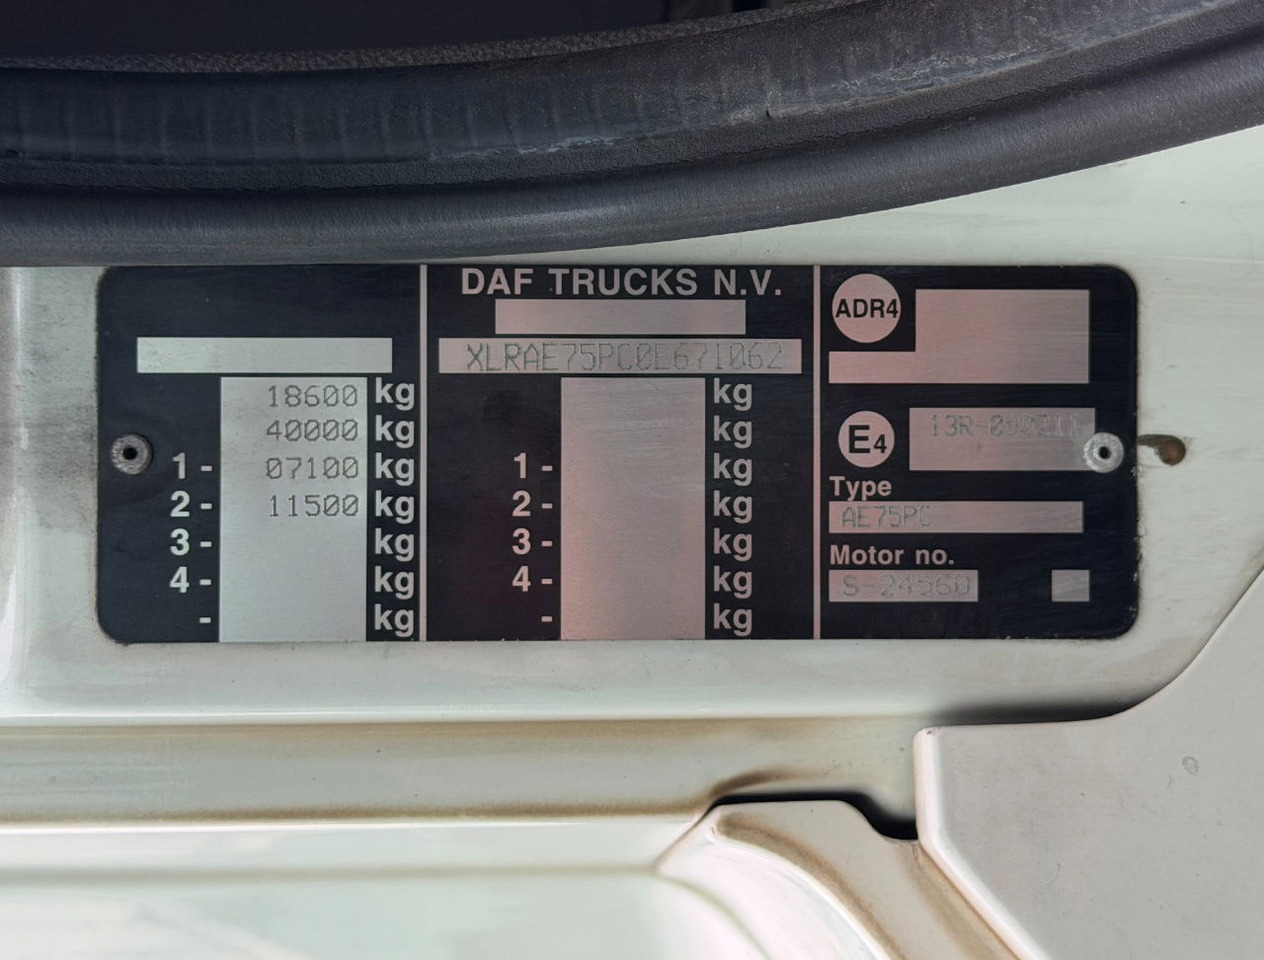 18600 kg
40000 kg
1- 07100 kg
2- 11500 kg
3- kg
4- kg
- kg
DAF TRUCKS N.V.
XLRAE75PC0E671062
kg
kg
1- kg
2- kg
3- kg
4- kg
- kg
ADR4
E4
Type
AE75PC
Motor no.
S-24560